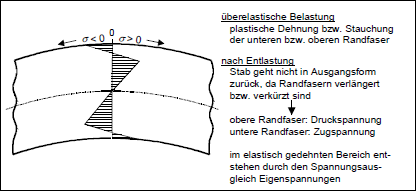 σ < 0
0
σ > 0
0
überelastische Belastung
plastische Dehnung bzw. Stauchung
der unteren bzw. oberen Randfaser
nach Entlastung
Stab geht nicht in Ausgangsform
zurück, da Randfasern verlängert
bzw. verkürzt sind
obere Randfaser: Druckspannung
untere Randfaser: Zugspannung
im elastisch gedehnten Bereich ent-
stehen durch den Spannungsaus-
gleich Eigenspannungen